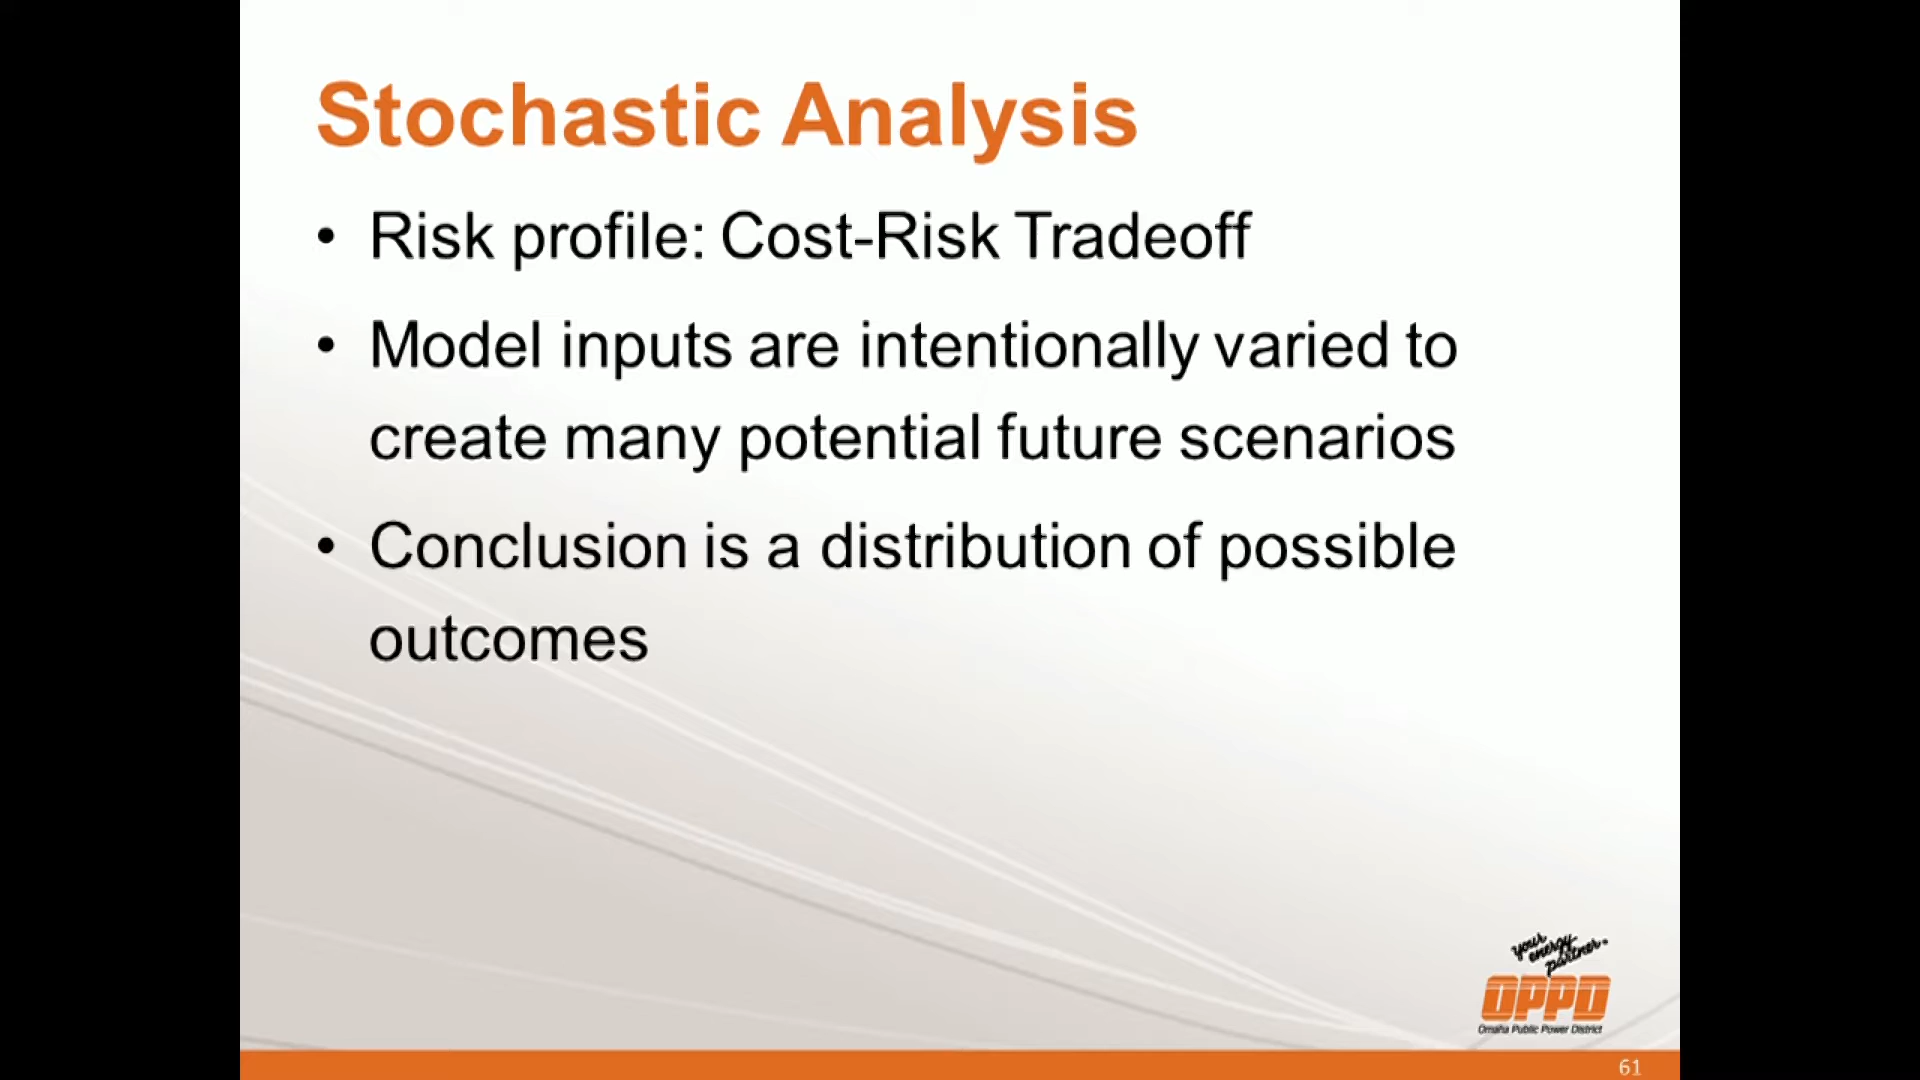 Stochastic Analysis
• Risk profile: Cost-Risk Tradeoff
• Model inputs are intentionally varied to
create many potential future scenarios
• Conclusion is a distribution of possible
outcomes
your
energy
partner
OPPD
Omaha Public Power District
61